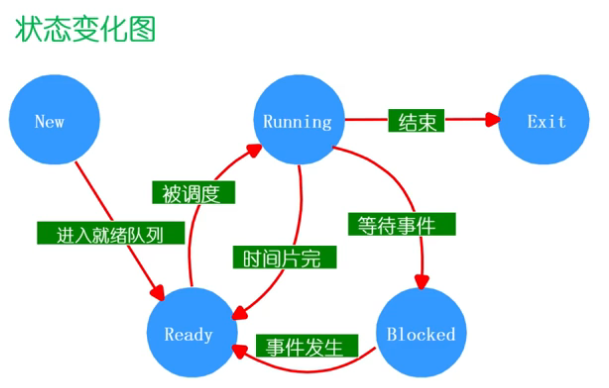 状态变化图
New
Running
结束
Exit
被调度
进入就绪队列
等待事件
时间片完
Ready
Blocked
事件发生